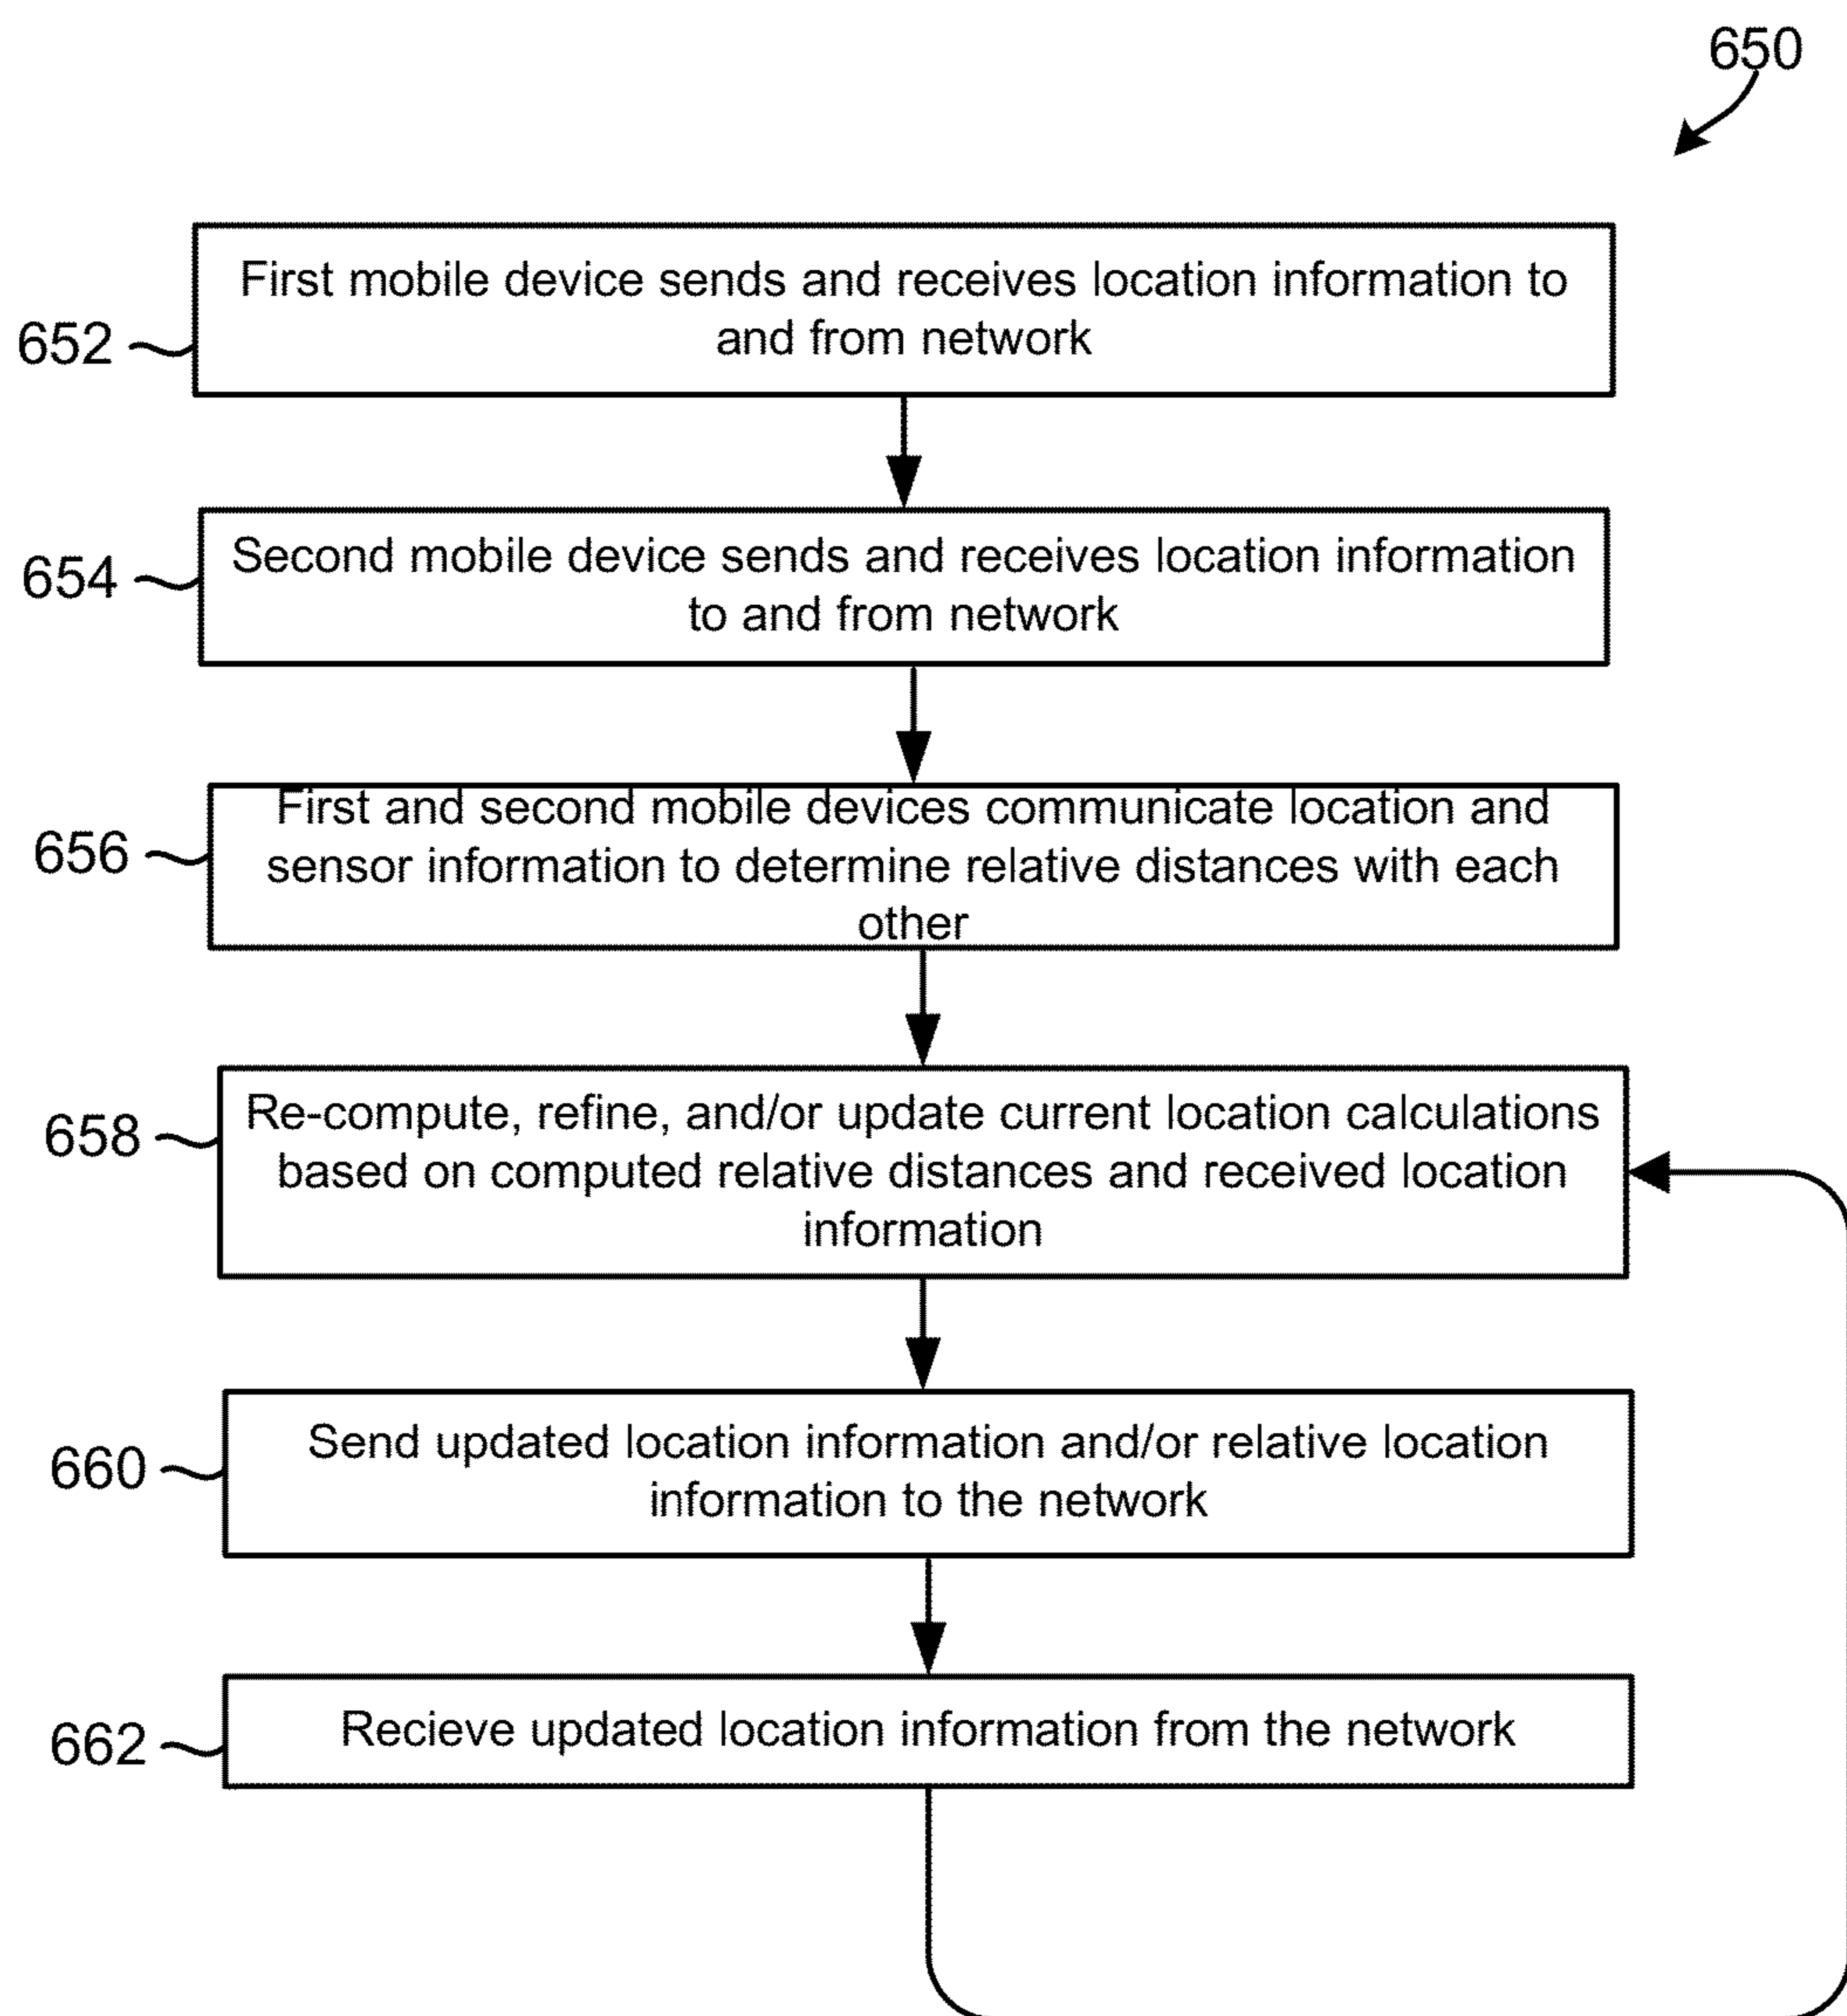 650
First mobile device sends and receives location information to
and from network
652
Second mobile device sends and receives location information
to and from network
654
First and second mobile devices communicate location and
sensor information to determine relative distances with each
other
656
Re-compute, refine, and/or update current location calculations
based on computed relative distances and received location
information
658
Send updated location information and/or relative location
information to the network
660
Recieve updated location information from the network
662